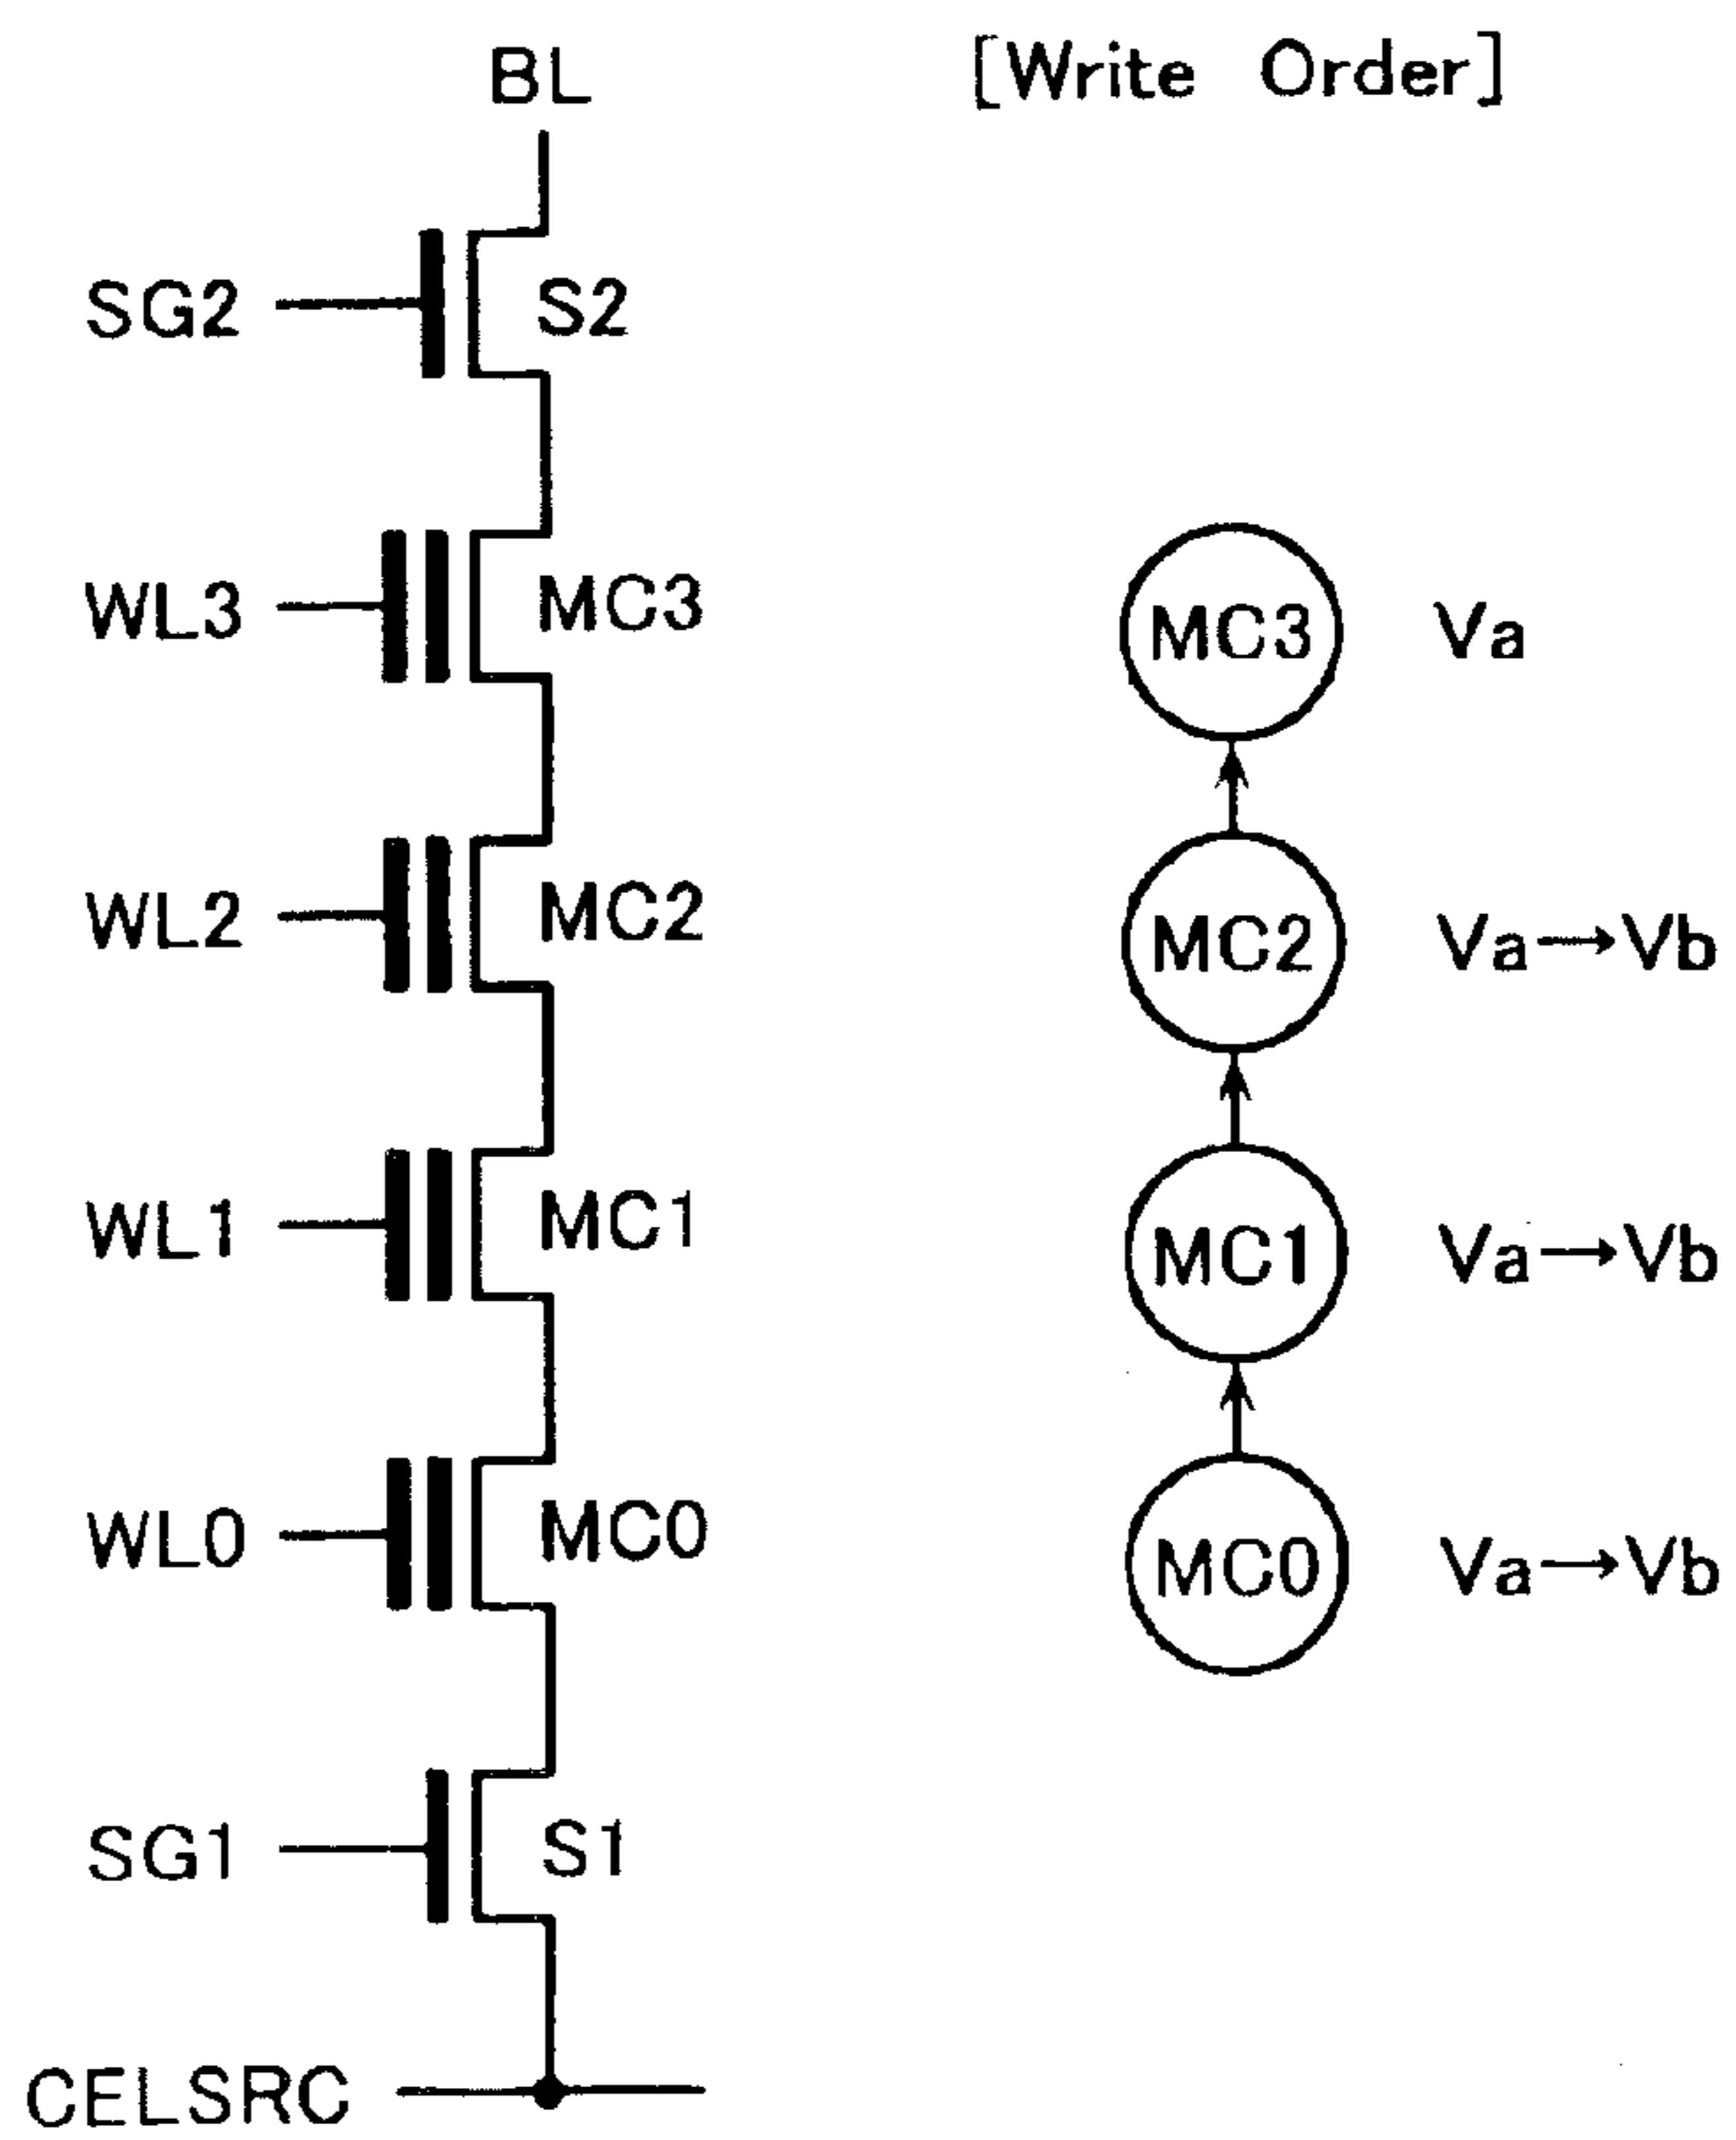 BL [Write Order]
SG2 S2
WL3 MC3 MC3 Va
WL2 MC2 MC2 Va→Vb
WL1 MC1 MC1 Va→Vb
WL0 MC0 MC0 Va→Vb
SG1 S1
CELSRC